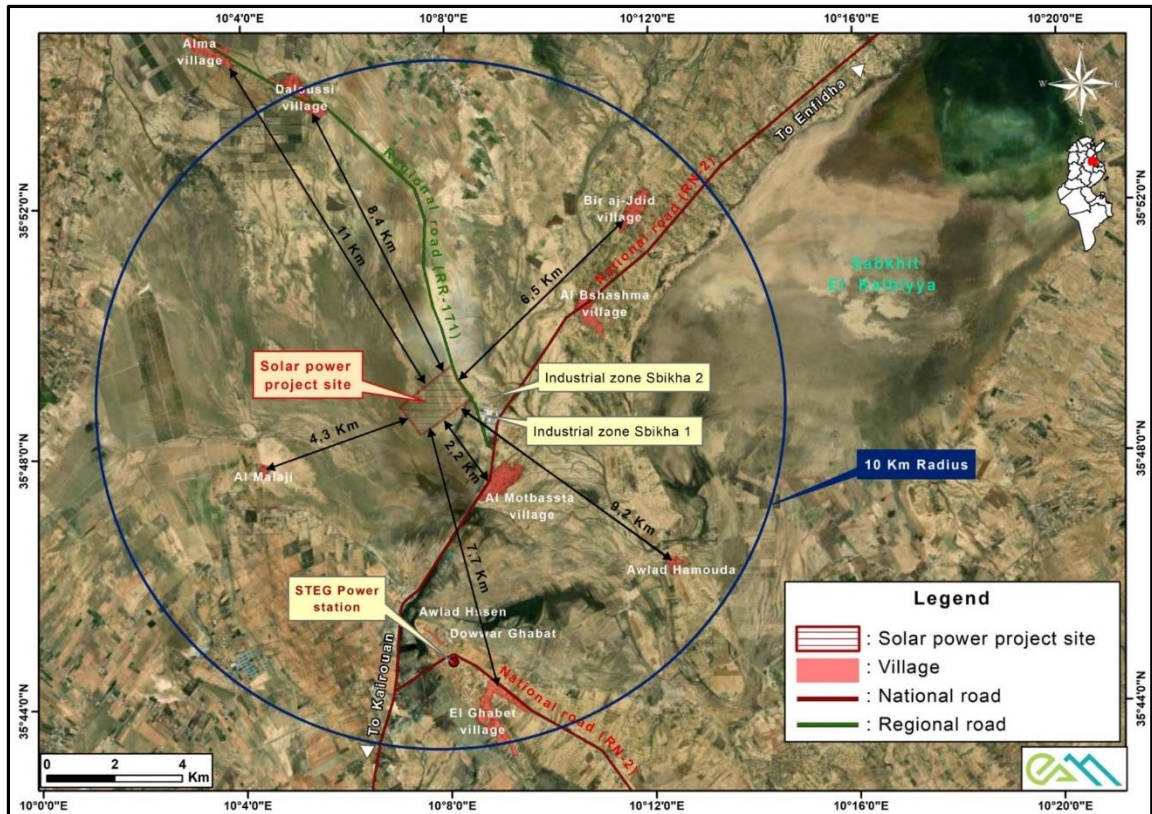 10°4'0"E
10°8'0"E
10°12'0"E
10°16'0"E
10°20'0"E
Alma
village
Daloussi
village
To Enfidha
N
W
E
S
35°52'0"N
35°52'0"N
Regional road (RR-171)
Bir aj-Jdid
village
National road (RN-2)
11 Km
8.4 Km
6,5 Km
Sabkhit
El Kalbiyya
Al Bshashma
village
Solar power
project site
Industrial zone Sbikha 2
Industrial zone Sbikha 1
4,3 Km
2,2 Km
35°48'0"N
35°48'0"N
Al Malaji
10 Km Radius
Al Motbassta
village
9,2 Km
7,7 Km
Awlad Hamouda
STEG Power
station
Awlad Hssen
Dowwar Ghabat
To Kairouan
National road (RN-2)
El Ghabet
village
35°44'0"N
35°44'0"N
Legend
: Solar power project site
: Village
: National road
: Regional road
0 2 4
Km
eam
10°0'0"E
10°4'0"E
10°8'0"E
10°12'0"E
10°16'0"E
10°20'0"E